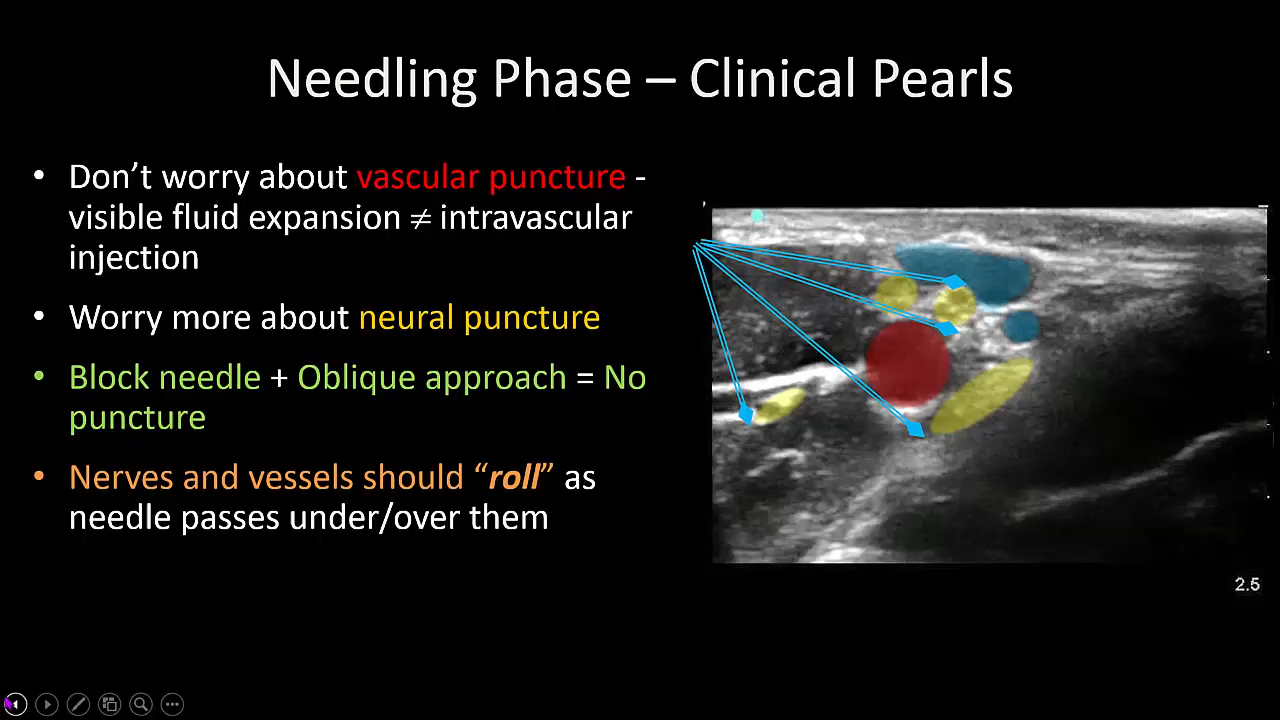 Needling Phase – Clinical Pearls
• Don’t worry about vascular puncture -
visible fluid expansion ≠ intravascular
injection
• Worry more about neural puncture
• Block needle + Oblique approach = No
puncture
• Nerves and vessels should “roll” as
needle passes under/over them
2.5